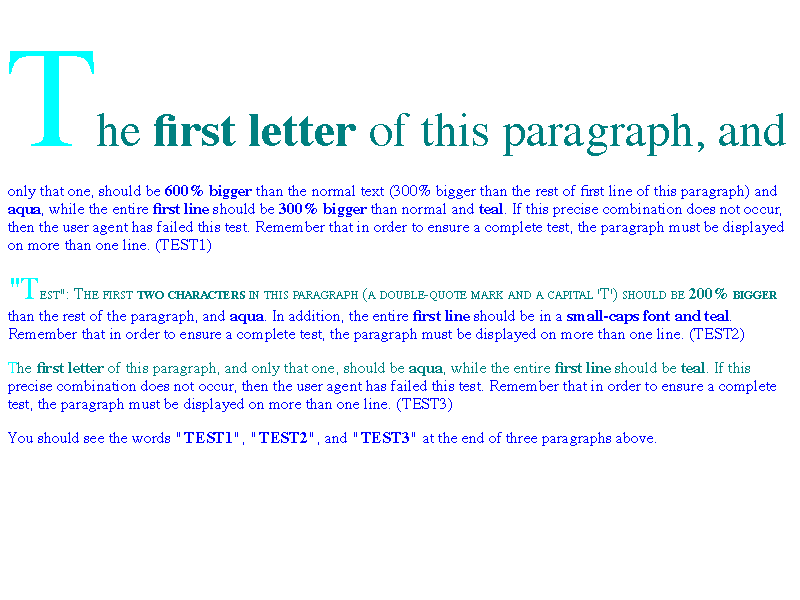 The first letter of this paragraph, and
only that one, should be 600% bigger than the normal text (300% bigger than the rest of first line of this paragraph) and
aqua, while the entire first line should be 300% bigger than normal and teal. If this precise combination does not occur,
then the user agent has failed this test. Remember that in order to ensure a complete test, the paragraph must be displayed
on more than one line. (TEST1)
"Test": The first two characters in this paragraph (a double-quote mark and a capital 'T') should be 200% bigger
than the rest of the paragraph, and aqua. In addition, the entire first line should be in a small-caps font and teal.
Remember that in order to ensure a complete test, the paragraph must be displayed on more than one line. (TEST2)
The first letter of this paragraph, and only that one, should be aqua, while the entire first line should be teal. If this
precise combination does not occur, then the user agent has failed this test. Remember that in order to ensure a complete
test, the paragraph must be displayed on more than one line. (TEST3)
You should see the words "TEST1", "TEST2", and "TEST3" at the end of three paragraphs above.